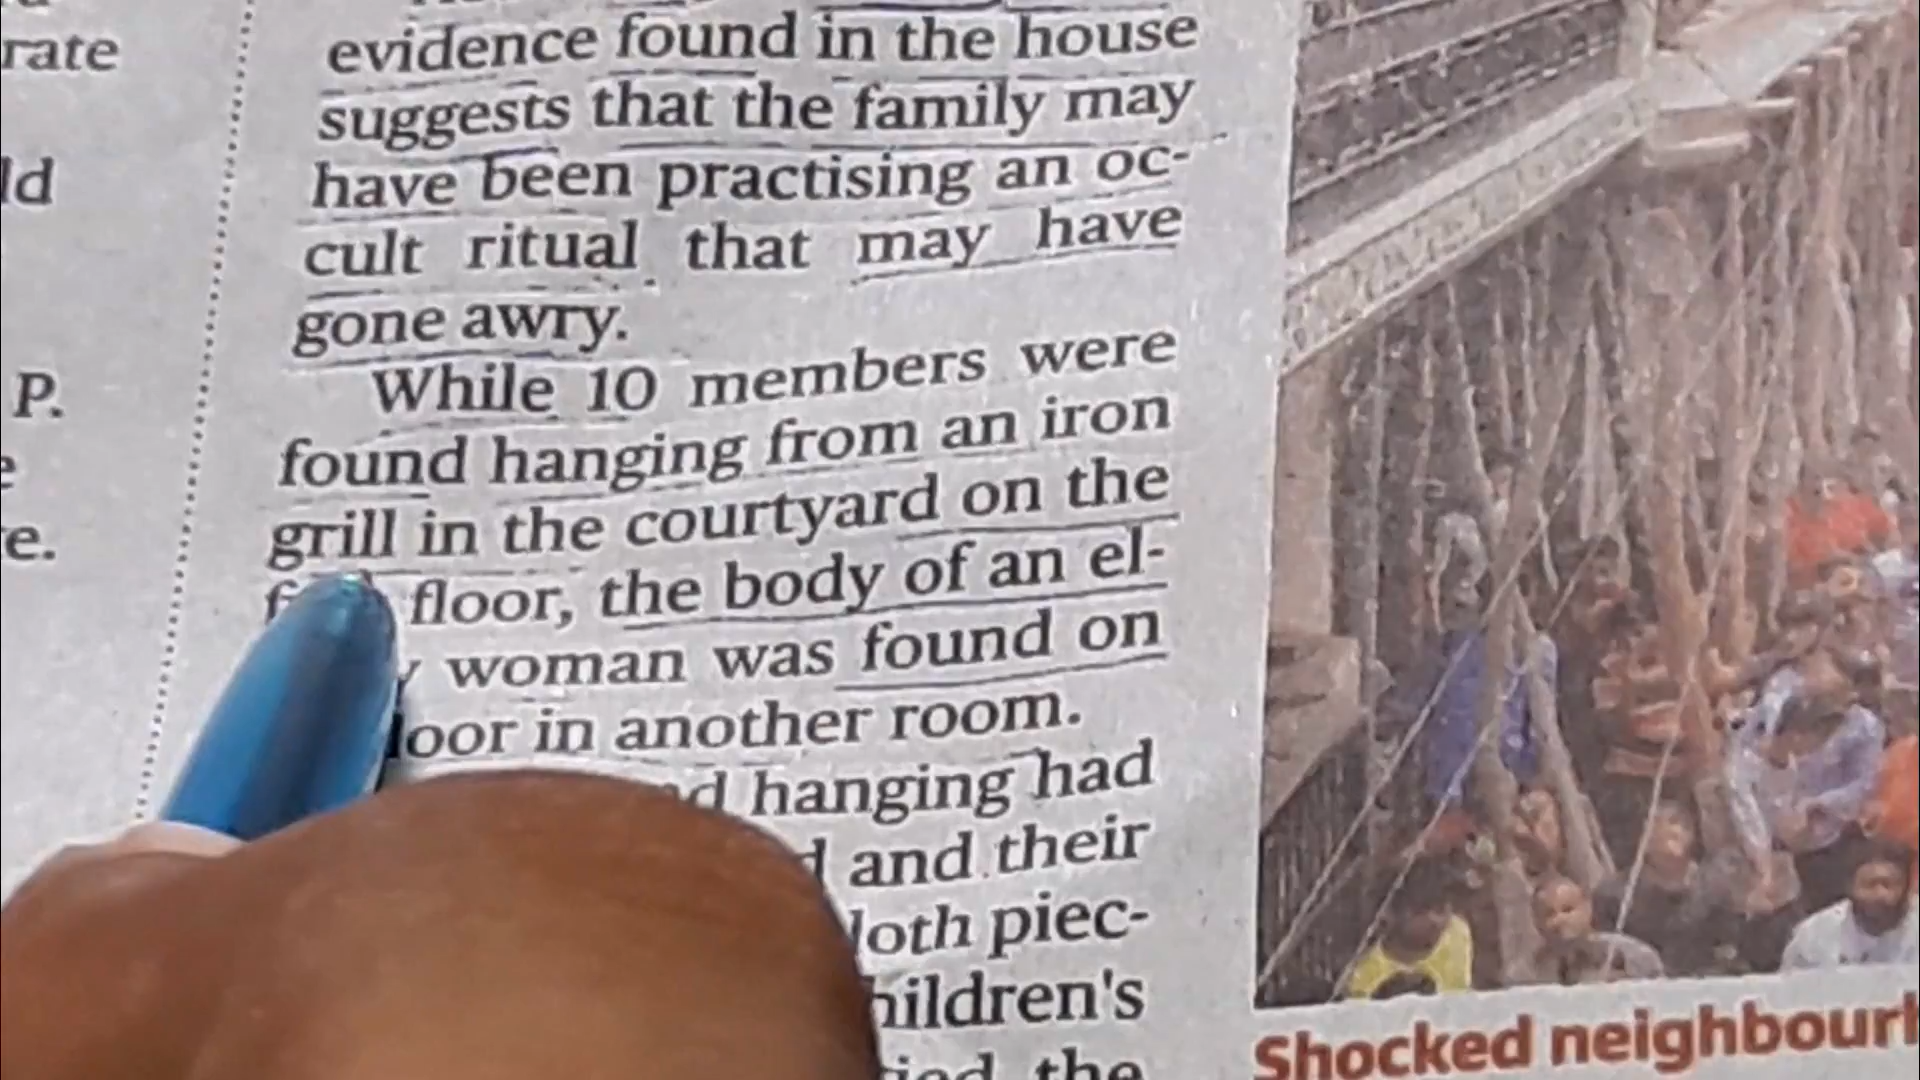 rate
ld
P.
e
e.
evidence found in the house
suggests that the family may
have been practising an oc-
cult ritual that may have
gone awry.
While 10 members were
found hanging from an iron
grill in the courtyard on the
floor, the body of an el-
woman was found on
loor in another room.
d hanging had
d and their
loth piec-
hildren's
the
Shocked neighbourh